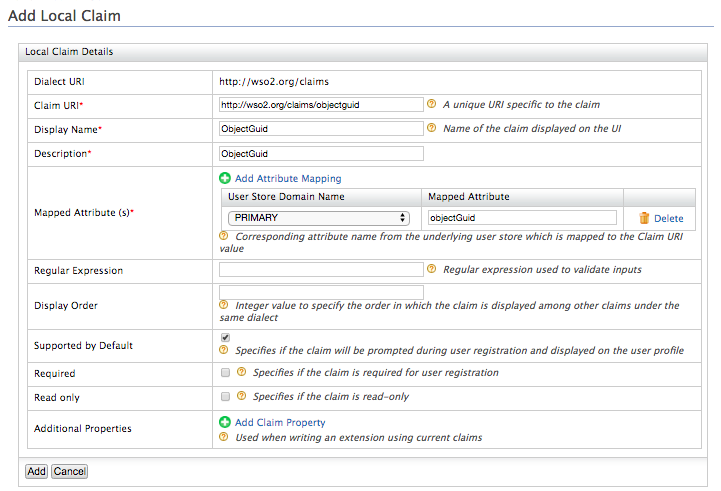 Add Local Claim
Local Claim Details
Dialect URI http://wso2.org/claims
Claim URI* http://wso2.org/claims/objectguid A unique URI specific to the claim
Display Name* ObjectGuid Name of the claim displayed on the UI
Description* ObjectGuid
Add Attribute Mapping
User Store Domain Name Mapped Attribute
Mapped Attribute (s)* PRIMARY objectGuid Delete
Corresponding attribute name from the underlying user store which is mapped to the Claim URI
value
Regular Expression Regular expression used to validate inputs
Display Order
Integer value to specify the order in which the claim is displayed among other claims under the
same dialect
Supported by Default
Specifies if the claim will be prompted during user registration and displayed on the user profile
Required Specifies if the claim is required for user registration
Read only Specifies if the claim is read-only
Additional Properties Add Claim Property
Used when writing an extension using current claims
Add Cancel